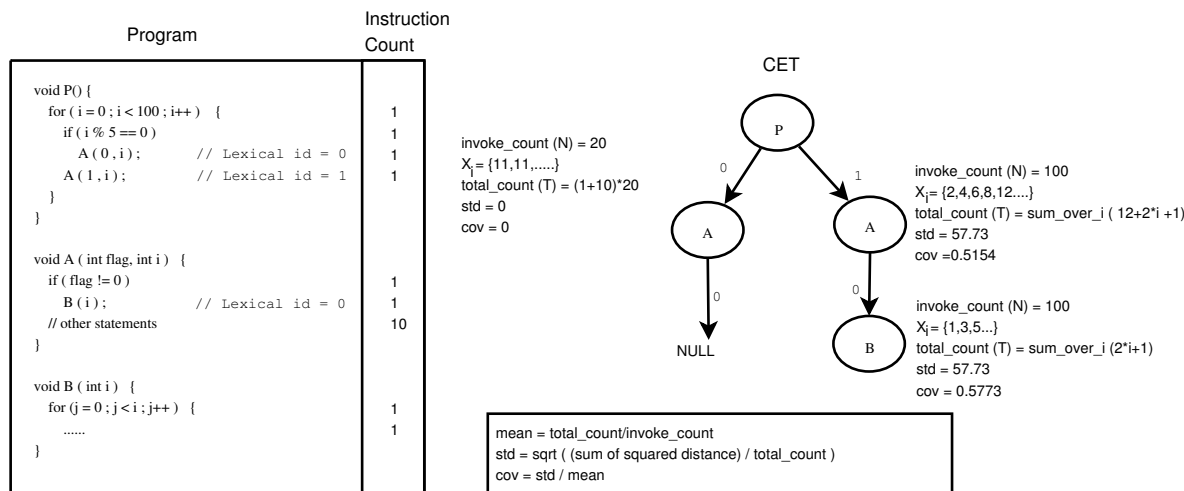 Program
Instruction
Count
void P() {
for ( i = 0 ; i < 100 ; i++ ) {
1
if ( i % 5 == 0 )
1
A ( 0 , i ) ; // Lexical id = 0
1
A ( 1 , i ) ; // Lexical id = 1
1
}
}
void A ( int flag, int i ) {
if ( flag != 0 )
1
B ( i ) ; // Lexical id = 0
1
// other statements
10
}
void B ( int i ) {
for (j = 0 ; j < i ; j++ ) {
1
......
1
}
CET
P
0
1
A
A
0
0
NULL
B
invoke_count (N) = 20
Xi = {11,11,.....}
total_count (T) = (1+10)*20
std = 0
cov = 0
invoke_count (N) = 100
Xi = {2,4,6,8,12....}
total_count (T) = sum_over_i ( 12+2*i +1)
std = 57.73
cov =0.5154
invoke_count (N) = 100
Xi = {1,3,5...}
total_count (T) = sum_over_i (2*i+1)
std = 57.73
cov = 0.5773
mean = total_count/invoke_count
std = sqrt ( (sum of squared distance) / total_count )
cov = std / mean